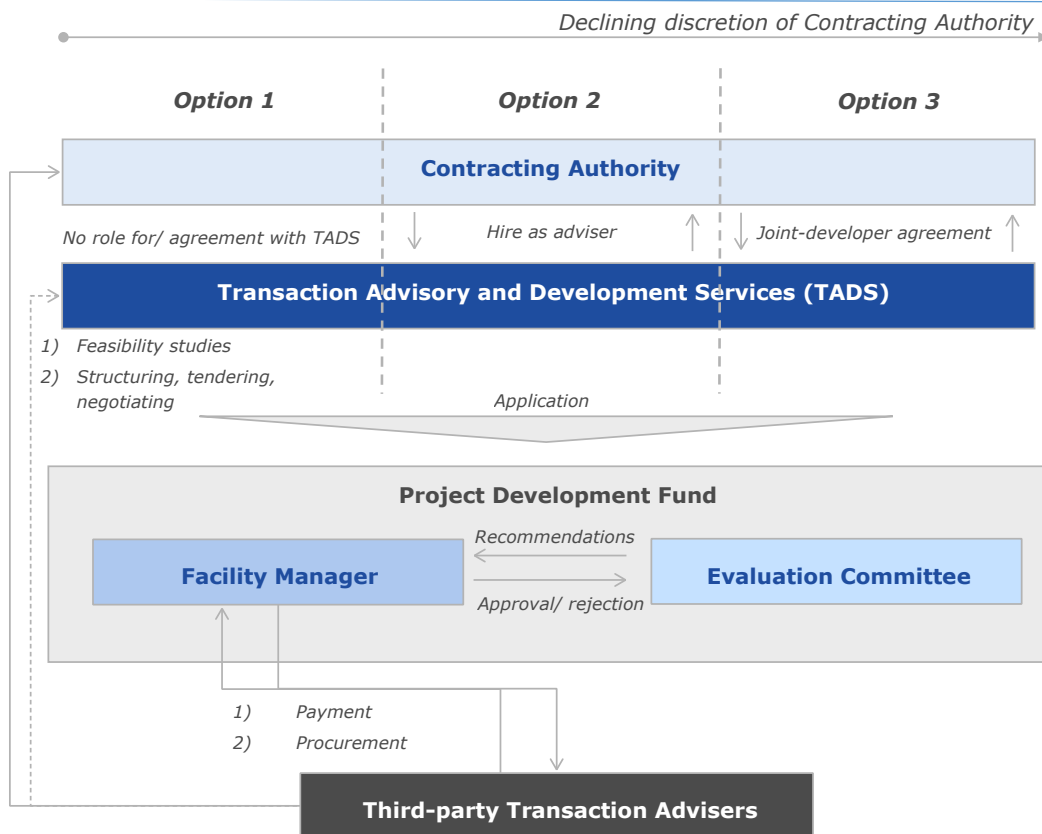 Declining discretion of Contracting Authority
Option 1
Option 2
Option 3
Contracting Authority
No role for/ agreement with TADS
Hire as adviser
Joint-developer agreement
Transaction Advisory and Development Services (TADS)
1) Feasibility studies
2) Structuring, tendering,
negotiating
Application
Project Development Fund
Recommendations
Facility Manager
Evaluation Committee
Approval/ rejection
1) Payment
2) Procurement
Third-party Transaction Advisers